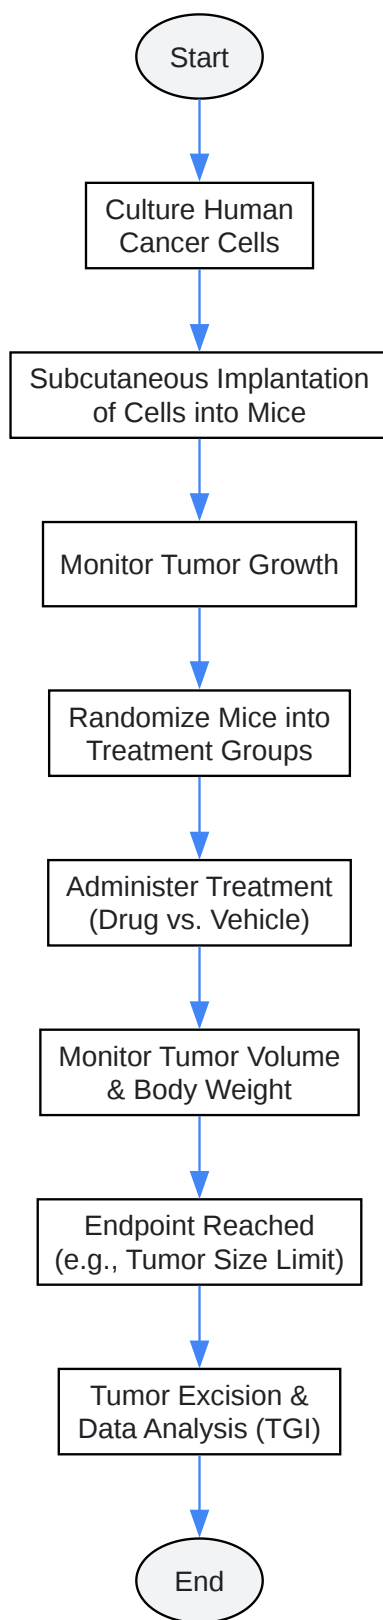 Start
Culture Human
Cancer Cells
Subcutaneous Implantation
of Cells into Mice
Monitor Tumor Growth
Randomize Mice into
Treatment Groups
Administer Treatment
(Drug vs. Vehicle)
Monitor Tumor Volume
& Body Weight
Endpoint Reached
(e.g., Tumor Size Limit)
Tumor Excision &
Data Analysis (TGI)
End